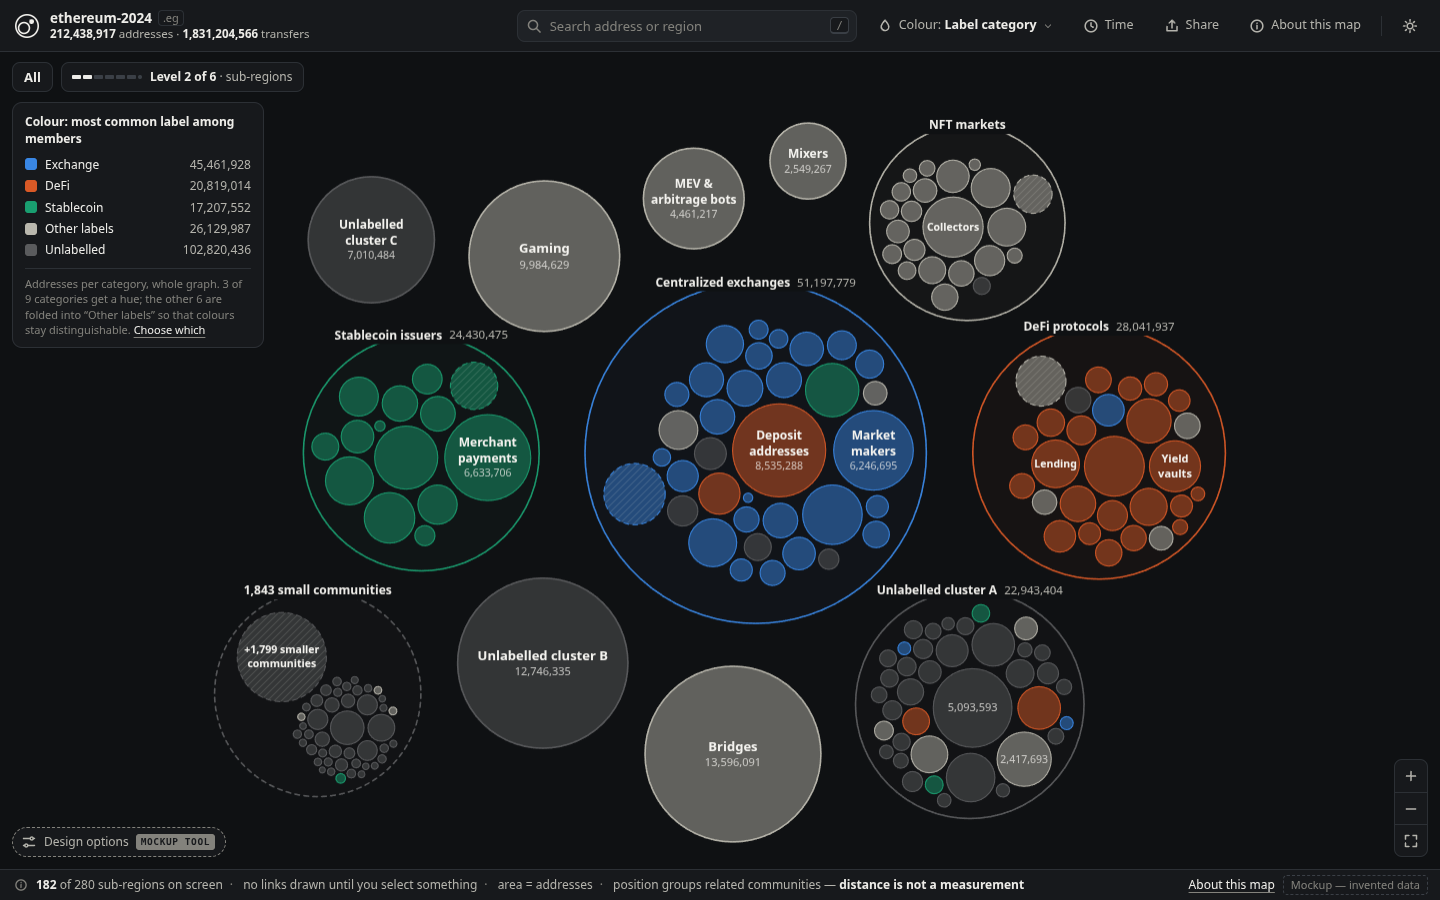 ethereum-2024 .eg
212,438,917 addresses · 1,831,204,566 transfers
Search address or region /
Colour: Label category
Time
Share
About this map
All
Level 2 of 6 · sub-regions
Colour: most common label among
members
Exchange 45,461,928
DeFi 20,819,014
Stablecoin 17,207,552
Other labels 26,129,987
Unlabelled 102,820,436
Addresses per category, whole graph. 3 of
9 categories get a hue; the other 6 are
folded into “Other labels” so that colours
stay distinguishable. Choose which
Unlabelled
cluster C
7,010,484
Gaming
9,984,629
MEV &
arbitrage bots
4,461,217
Mixers
2,549,267
NFT markets
Collectors
Centralized exchanges 51,197,779
Deposit
addresses
8,535,288
Market
makers
6,246,695
Stablecoin issuers 24,430,475
Merchant
payments
6,633,706
DeFi protocols 28,041,937
Lending
Yield
vaults
1,843 small communities
+1,799 smaller
communities
Unlabelled cluster B
12,746,335
Bridges
13,596,091
Unlabelled cluster A 22,943,404
5,093,593
2,417,693
+
−
Design options MOCKUP TOOL
182 of 280 sub-regions on screen · no links drawn until you select something · area = addresses · position groups related communities — distance is not a measurement
About this map
Mockup — invented data